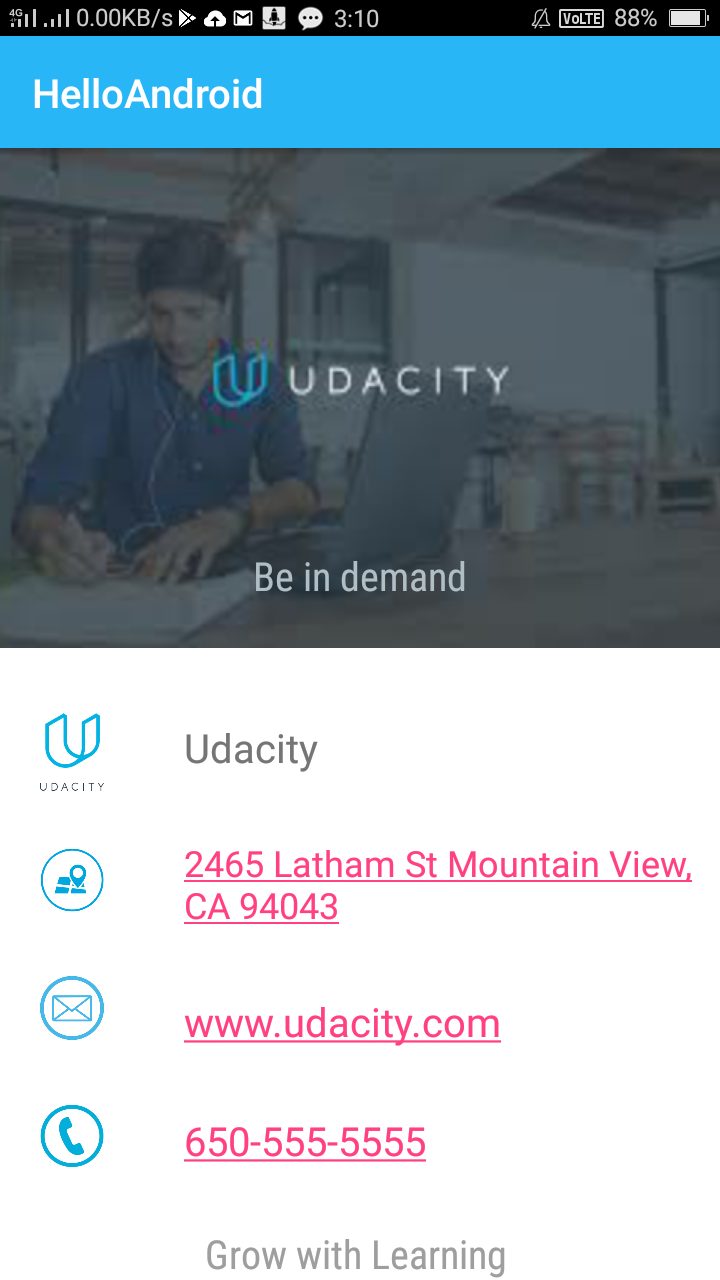 4G 0.00KB/s 3:10 VoLTE 88%
HelloAndroid
UDACITY
Be in demand
UDACITY
Udacity
2465 Latham St Mountain View,
CA 94043
www.udacity.com
650-555-5555
Grow with Learning